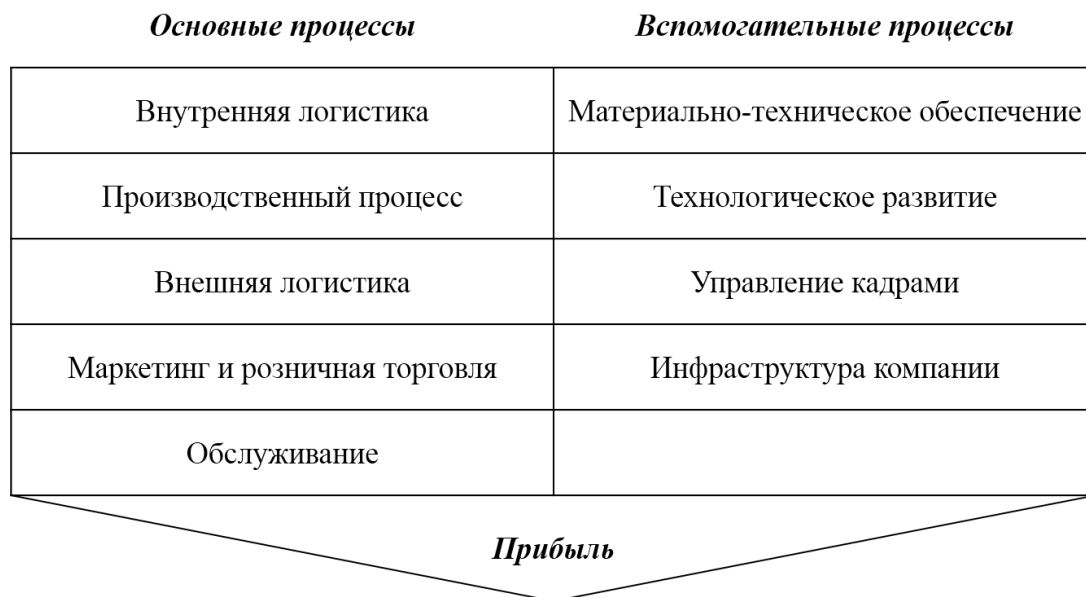 Основные процессы Вспомогательные процессы
Внутренняя логистика Материально-техническое обеспечение
Производственный процесс Технологическое развитие
Внешняя логистика Управление кадрами
Маркетинг и розничная торговля Инфраструктура компании
Обслуживание
Прибыль